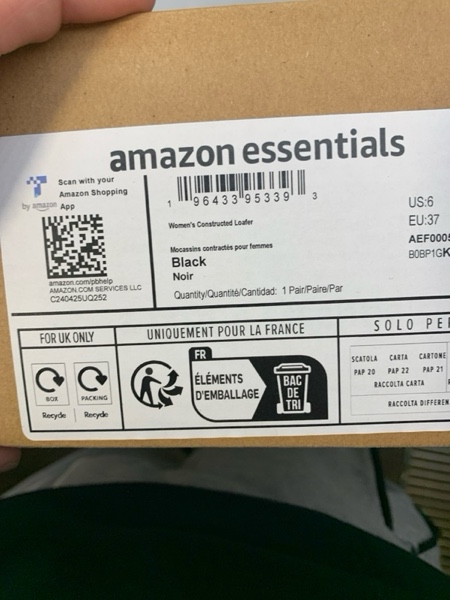 amazon essentials
Scan with your
Amazon Shopping
by amazon App
amazon.com/pbhelp
AMAZON.COM SERVICES LLC
C240425UQ252
1 96433 95339 3
Women's Constructed Loafer
Mocassins contractés pour femmes
Black
Noir
Quantity/Quantité/Cantidad: 1 Pair/Paire/Par
US:6
EU:37
AEF0005
B0BP1GK
FOR UK ONLY
BOX
PACKING
Recycle
Recycle
UNIQUEMENT POUR LA FRANCE
FR
ÉLÉMENTS
D'EMBALLAGE
BAC
DE
TRI
SOLO PER
SCATOLA CARTA CARTONE
PAP 20 PAP 22 PAP 21
RACCOLTA CARTA
RACCOLTA DIFFEREN